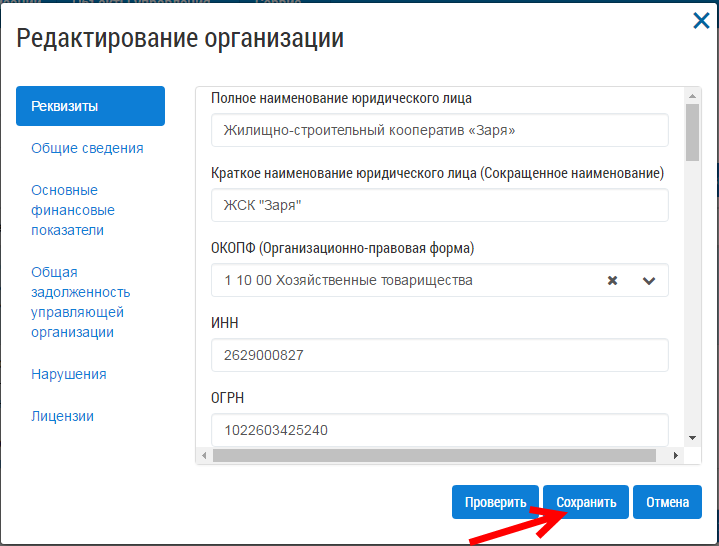 Редактирование организации
Реквизиты
Общие сведения
Основные
финансовые
показатели
Общая
задолженность
управляющей
организации
Нарушения
Лицензии
Полное наименование юридического лица
Жилищно-строительный кооператив «Заря»
Краткое наименование юридического лица (Сокращенное наименование)
ЖСК "Заря"
ОКОПФ (Организационно-правовая форма)
1 10 00 Хозяйственные товарищества
ИНН
2629000827
ОГРН
1022603425240
Проверить Сохранить Отмена